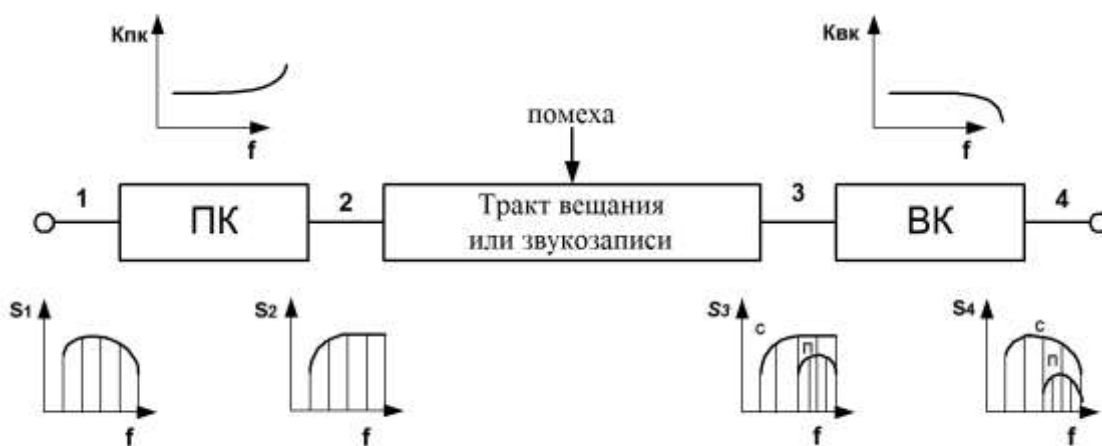 Кпк
f
Квк
f
помеха
1
ПК
2
Тракт вещания
или звукозаписи
3
ВК
4
S1
f
S2
f
S3
с
п
f
S4
с
п
f